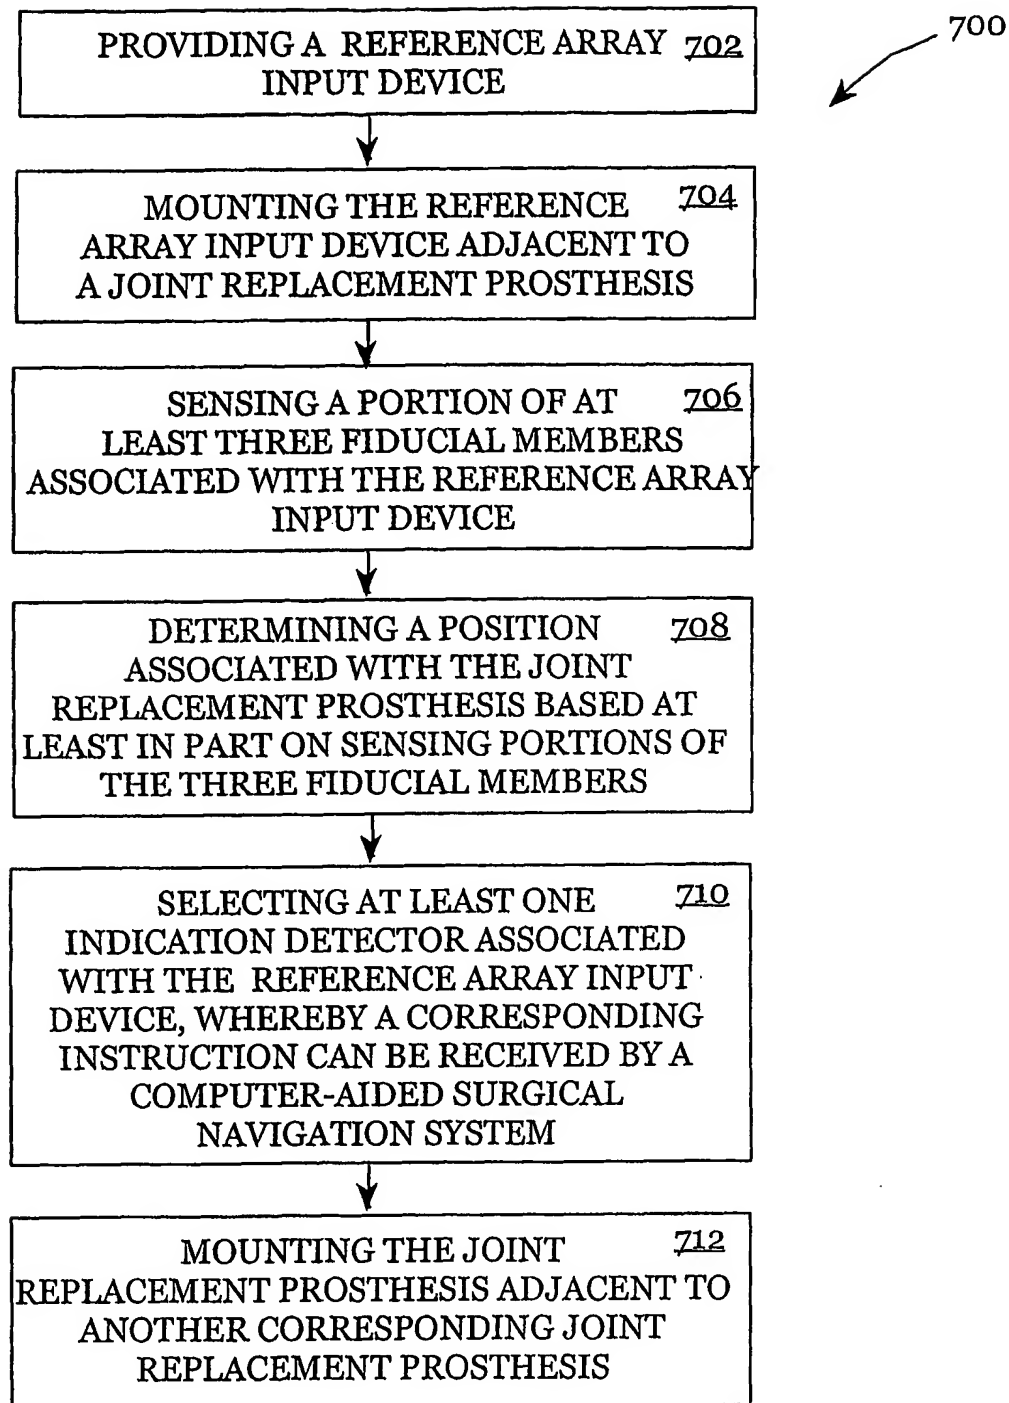 700
PROVIDING A REFERENCE ARRAY 702
INPUT DEVICE
MOUNTING THE REFERENCE 704
ARRAY INPUT DEVICE ADJACENT TO
A JOINT REPLACEMENT PROSTHESIS
SENSING A PORTION OF AT 706
LEAST THREE FIDUCIAL MEMBERS
ASSOCIATED WITH THE REFERENCE ARRAY
INPUT DEVICE
DETERMINING A POSITION 708
ASSOCIATED WITH THE JOINT
REPLACEMENT PROSTHESIS BASED AT
LEAST IN PART ON SENSING PORTIONS OF
THE THREE FIDUCIAL MEMBERS
SELECTING AT LEAST ONE 710
INDICATION DETECTOR ASSOCIATED
WITH THE REFERENCE ARRAY INPUT
DEVICE, WHEREBY A CORRESPONDING
INSTRUCTION CAN BE RECEIVED BY A
COMPUTER-AIDED SURGICAL
NAVIGATION SYSTEM
MOUNTING THE JOINT 712
REPLACEMENT PROSTHESIS ADJACENT TO
ANOTHER CORRESPONDING JOINT
REPLACEMENT PROSTHESIS